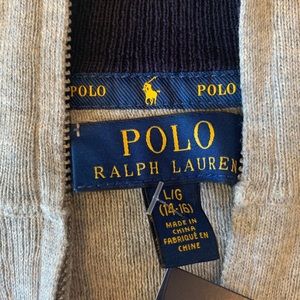 POLO POLO
POLO
RALPH LAUREN
L/G
(14-16)
MADE IN
CHINA
FABRIQUÉ EN
CHINE